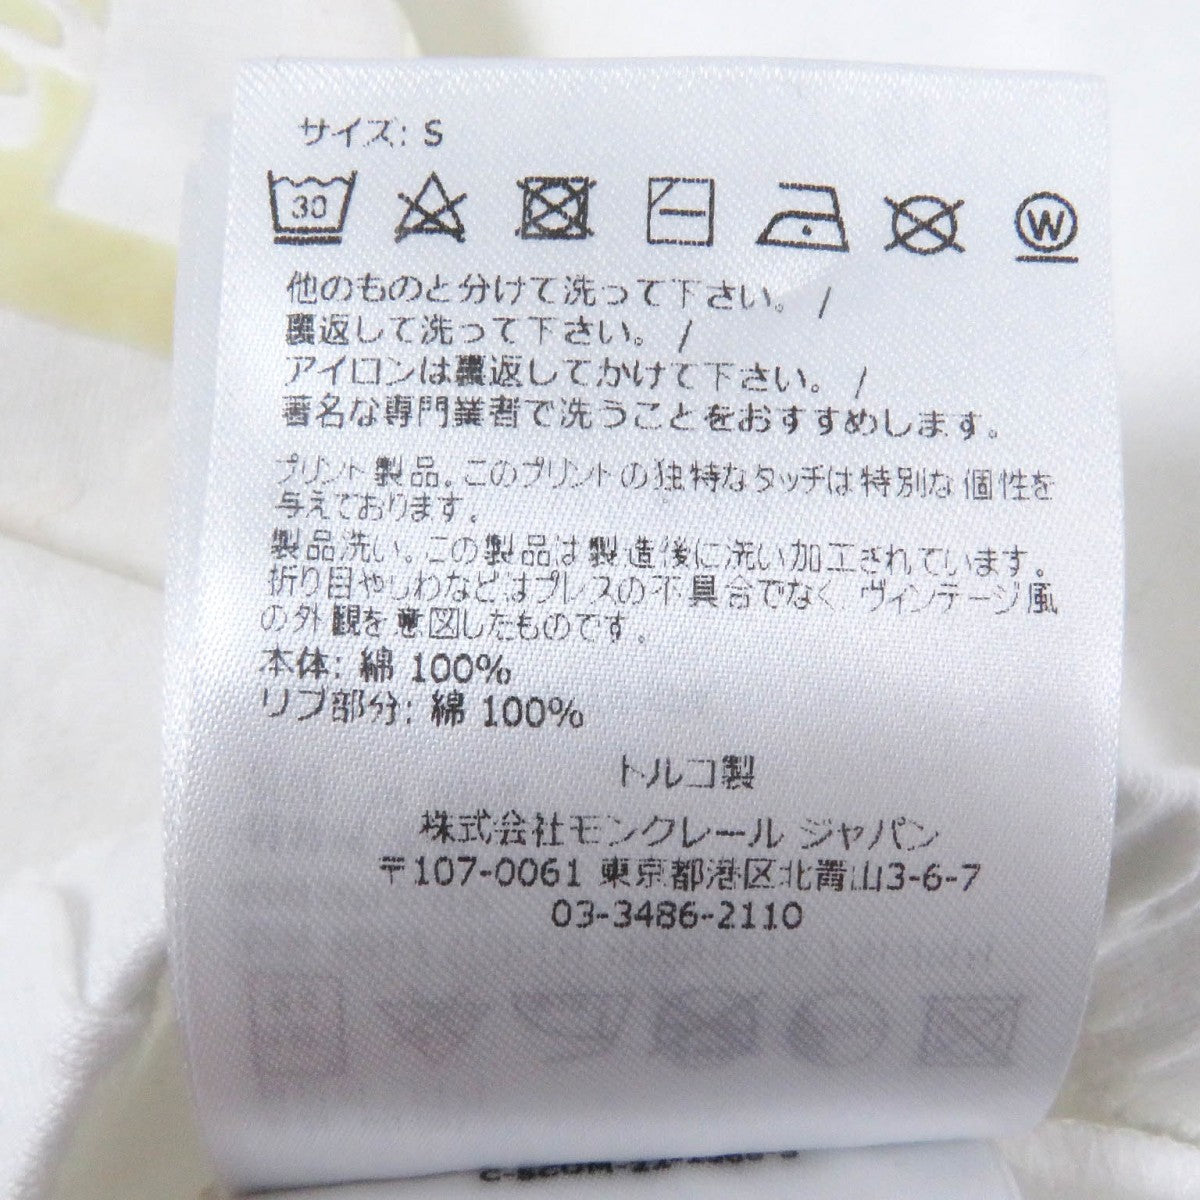 サイズ: S
30
W
他のものと分けて洗って下さい。 /
裏返して洗って下さい。 /
アイロンは裏返してかけて下さい。 /
著名な専門業者で洗うことをおすすめします。
プリント製品。このプリントの独特なタッチは特別な個性を
与えております。
製品洗い。この製品は製造後に洗い加工されています。
折り目やしわなどはプレスの不具合でなく ヴィンテージ風
の外観を意図したものです。
本体: 綿 100%
リブ部分: 綿 100%
トルコ製
株式会社モンクレール ジャパン
〒107-0061 東京都港区北青山3-6-7
03-3486-2110